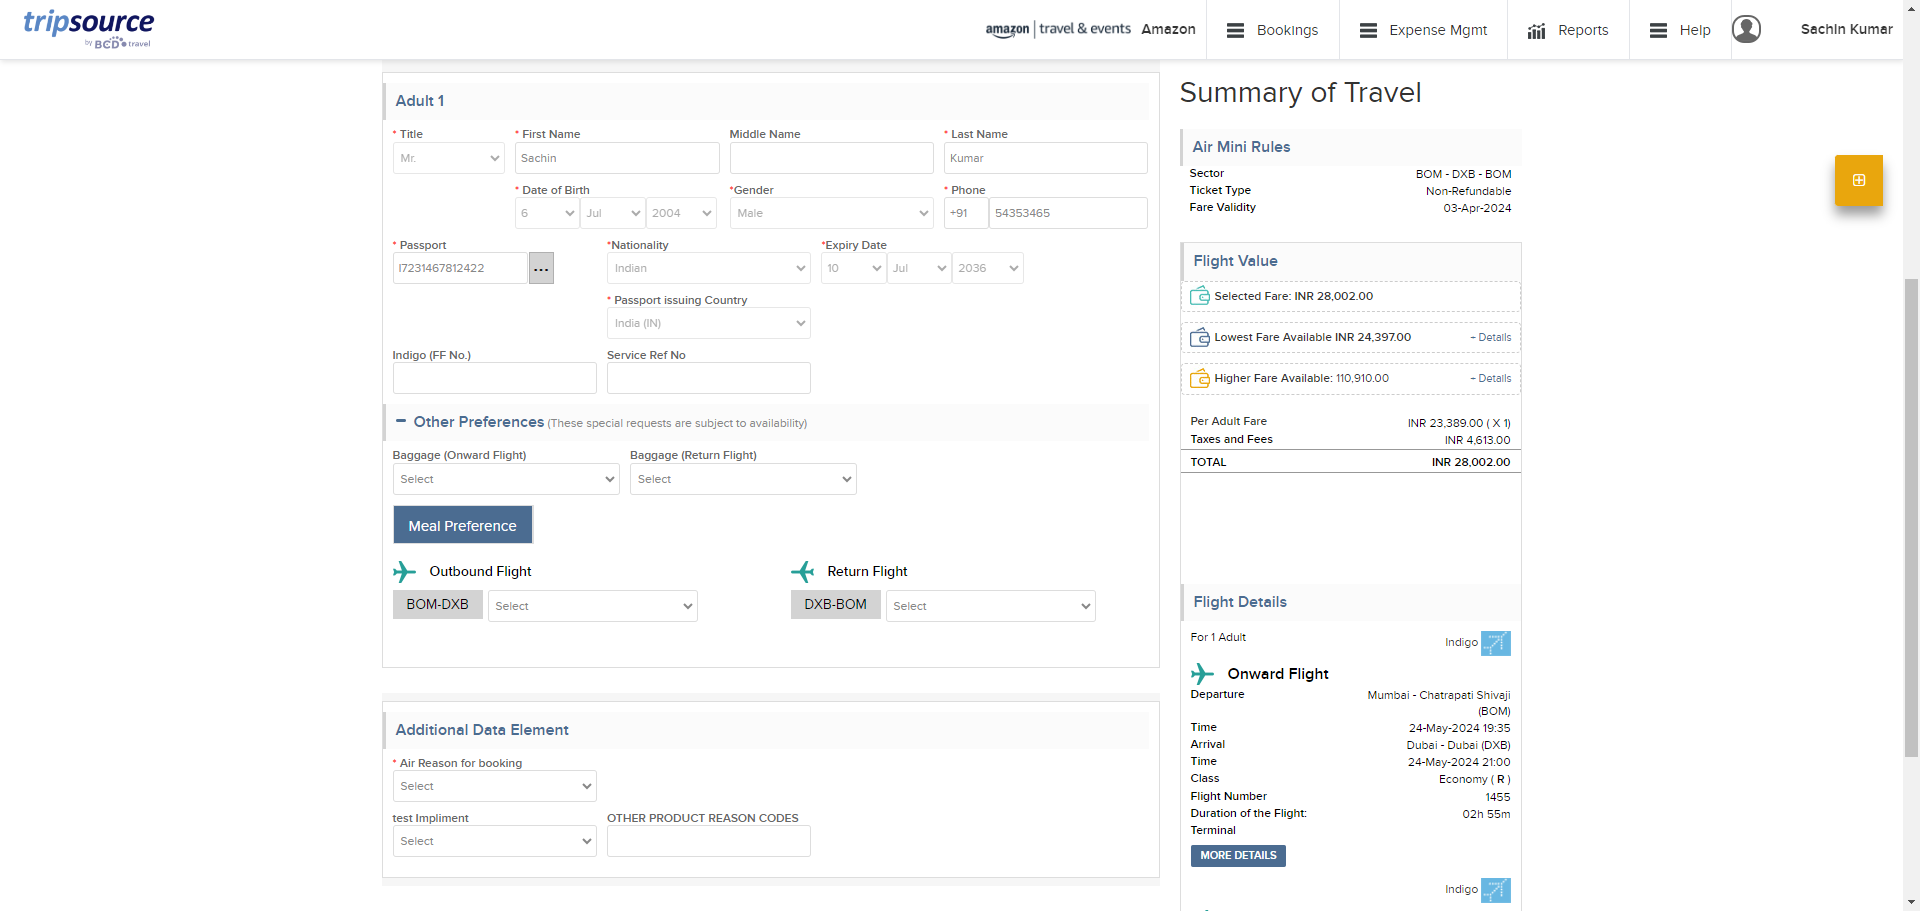 tripsource
by BCD travel
amazon | travel & events Amazon
Bookings
Expense Mgmt
Reports
Help
Sachin Kumar
Adult 1
* Title
* First Name
Middle Name
* Last Name
Mr.
Sachin
Kumar
* Date of Birth
*Gender
* Phone
6
Jul
2004
Male
+91
54353465
* Passport
*Nationality
*Expiry Date
I7231467812422
...
Indian
10
Jul
2036
* Passport issuing Country
India (IN)
Indigo (FF No.)
Service Ref No
− Other Preferences (These special requests are subject to availability)
Baggage (Onward Flight)
Baggage (Return Flight)
Select
Select
Meal Preference
Outbound Flight
Return Flight
BOM-DXB
Select
DXB-BOM
Select
Additional Data Element
* Air Reason for booking
Select
test Impliment
OTHER PRODUCT REASON CODES
Select
Summary of Travel
Air Mini Rules
Sector BOM - DXB - BOM
Ticket Type Non-Refundable
Fare Validity 03-Apr-2024
Flight Value
Selected Fare: INR 28,002.00
Lowest Fare Available INR 24,397.00 + Details
Higher Fare Available: 110,910.00 + Details
Per Adult Fare INR 23,389.00 ( X 1)
Taxes and Fees INR 4,613.00
TOTAL INR 28,002.00
Flight Details
For 1 Adult Indigo
Onward Flight
Departure Mumbai - Chatrapati Shivaji
(BOM)
Time 24-May-2024 19:35
Arrival Dubai - Dubai (DXB)
Time 24-May-2024 21:00
Class Economy ( R )
Flight Number 1455
Duration of the Flight: 02h 55m
Terminal
MORE DETAILS
Indigo